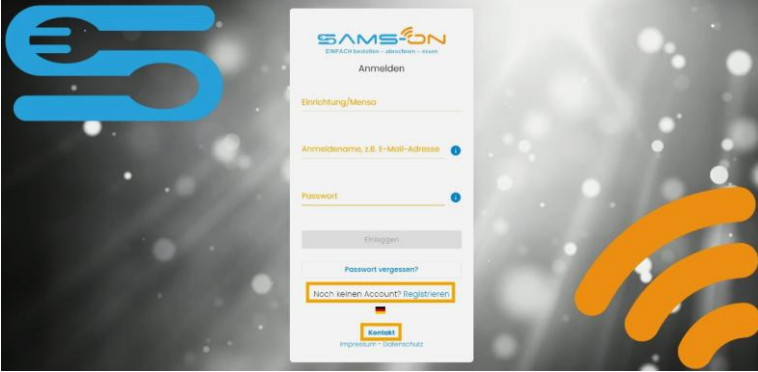 SAMS-ON
EINFACH bestellen - abrechnen - essen
Anmelden
Einrichtung/Mensa
Anmeldename, z.B. E-Mail-Adresse
Passwort
Einloggen
Passwort vergessen?
Noch keinen Account? Registrieren
Kontakt
Impressum - Datenschutz